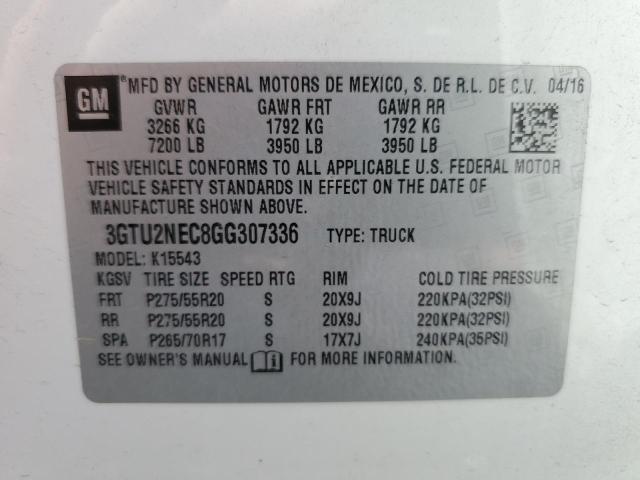 GM ® MFD BY GENERAL MOTORS DE MEXICO, S. DE R.L. DE C.V. 04/16
GVWR GAWR FRT GAWR RR
3266 KG 1792 KG 1792 KG
7200 LB 3950 LB 3950 LB
THIS VEHICLE CONFORMS TO ALL APPLICABLE U.S. FEDERAL MOTOR
VEHICLE SAFETY STANDARDS IN EFFECT ON THE DATE OF
MANUFACTURE SHOWN ABOVE.
3GTU2NEC8GG307336 TYPE: TRUCK
MODEL: K15543
KGSV TIRE SIZE SPEED RTG RIM COLD TIRE PRESSURE
FRT P275/55R20 S 20X9J 220KPA(32PSI)
RR P275/55R20 S 20X9J 220KPA(32PSI)
SPA P265/70R17 S 17X7J 240KPA(35PSI)
SEE OWNER'S MANUAL FOR MORE INFORMATION.